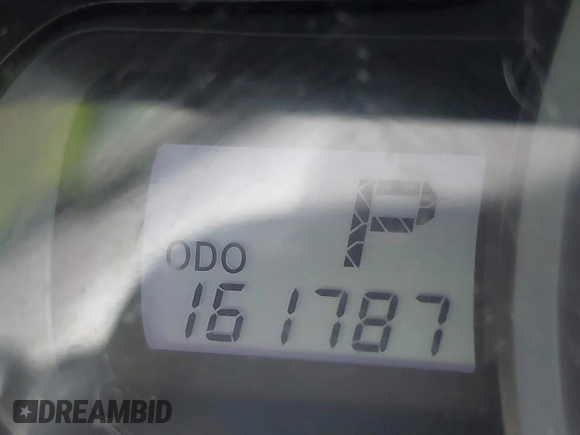 P
ODO
161787
DREAMBID